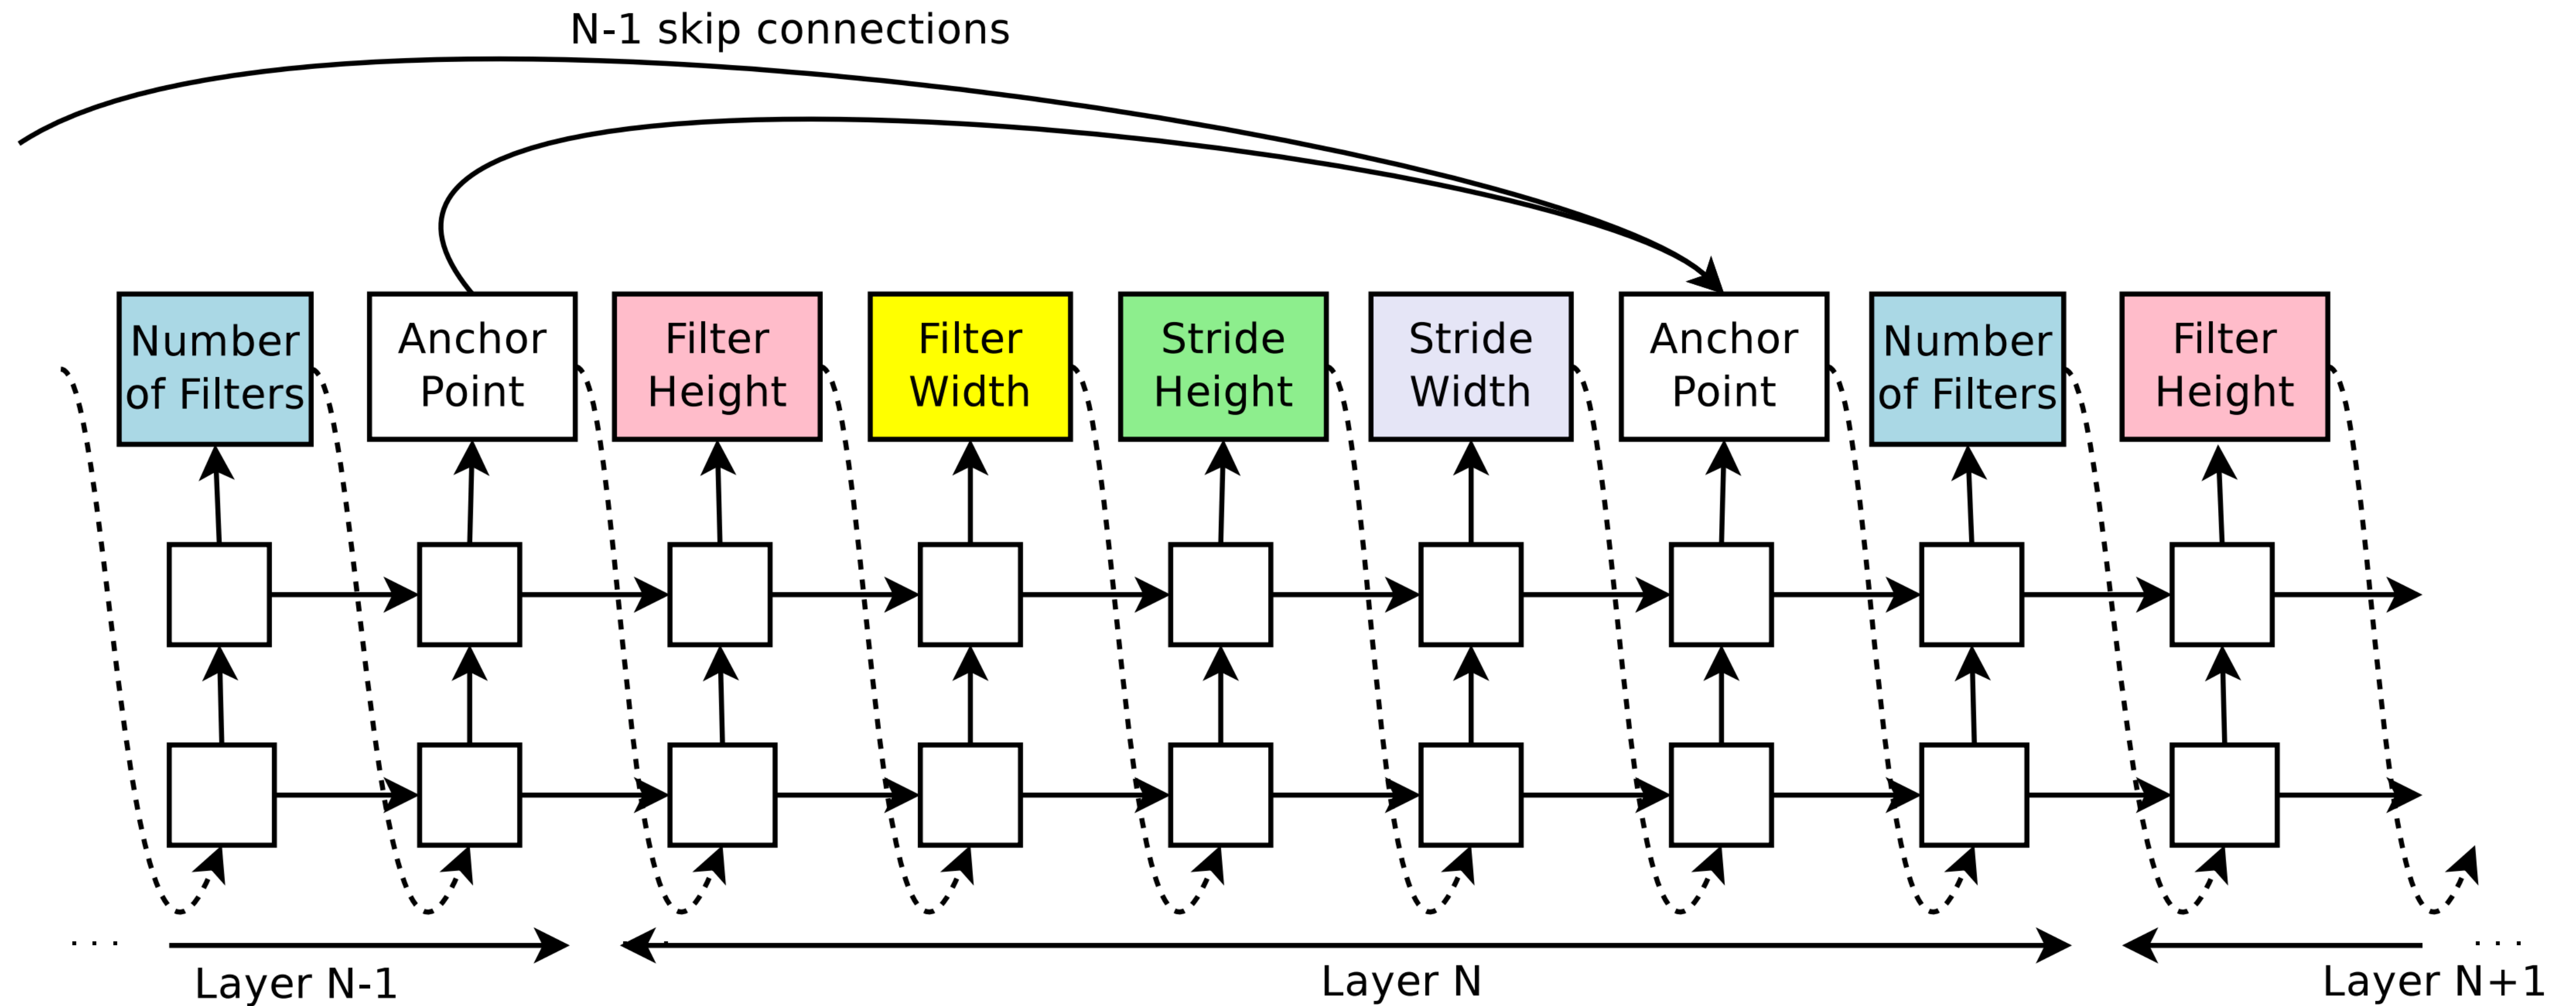 N-1 skip connections
Number
of Filters
Anchor
Point
Filter
Height
Filter
Width
Stride
Height
Stride
Width
Anchor
Point
Number
of Filters
Filter
Height
. . .
Layer N-1
Layer N
Layer N+1
. . .